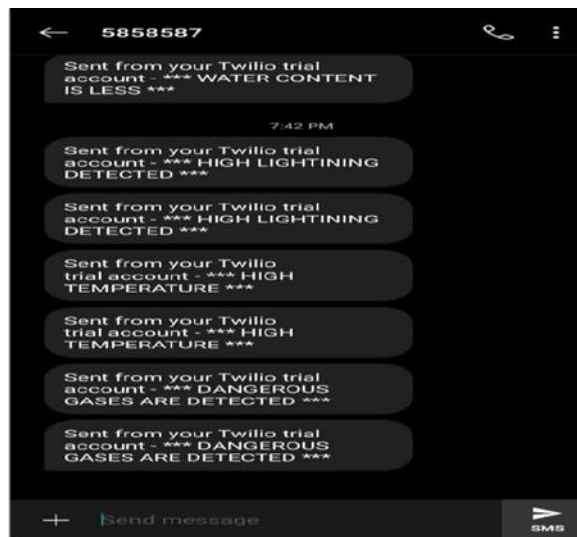 5858587
Sent from your Twilio trial
account - *** WATER CONTENT
IS LESS ***
7:42 PM
Sent from your Twilio trial
account - *** HIGH LIGHTINING
DETECTED ***
Sent from your Twilio trial
account - *** HIGH LIGHTINING
DETECTED ***
Sent from your Twilio
trial account - *** HIGH
TEMPERATURE ***
Sent from your Twilio
trial account - *** HIGH
TEMPERATURE ***
Sent from your Twilio trial
account - *** DANGEROUS
GASES ARE DETECTED ***
Sent from your Twilio trial
account - *** DANGEROUS
GASES ARE DETECTED ***
Send message
SMS